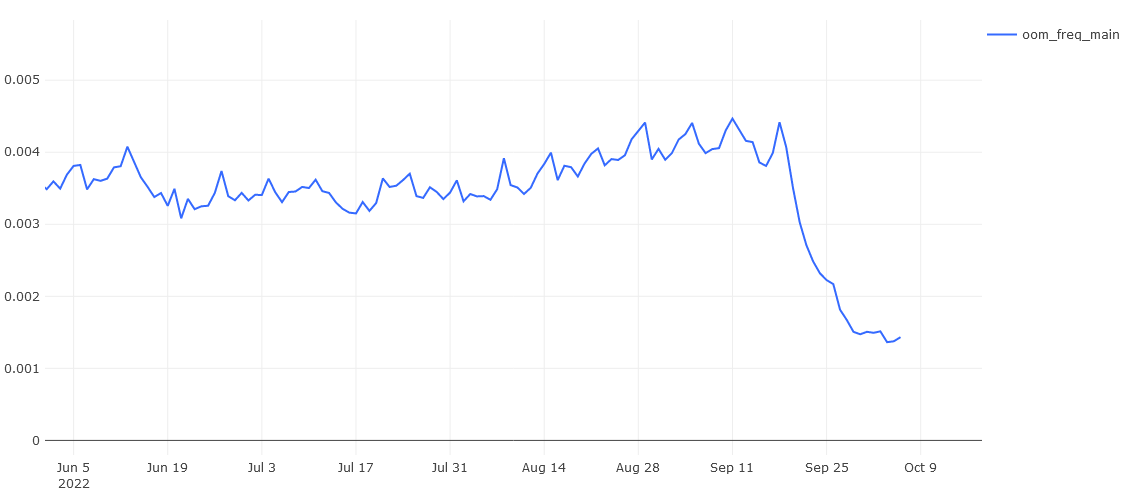 oom_freq_main
0.005
0.004
0.003
0.002
0.001
0
Jun 5
2022
Jun 19
Jul 3
Jul 17
Jul 31
Aug 14
Aug 28
Sep 11
Sep 25
Oct 9